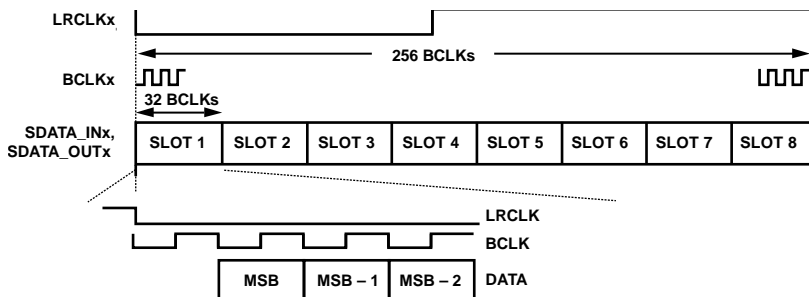 LRCLKx
256 BCLKs
BCLKx
32 BCLKs
SDATA_INx,
SDATA_OUTx
SLOT 1 SLOT 2 SLOT 3 SLOT 4 SLOT 5 SLOT 6 SLOT 7 SLOT 8
LRCLK
BCLK
MSB MSB – 1 MSB – 2 DATA